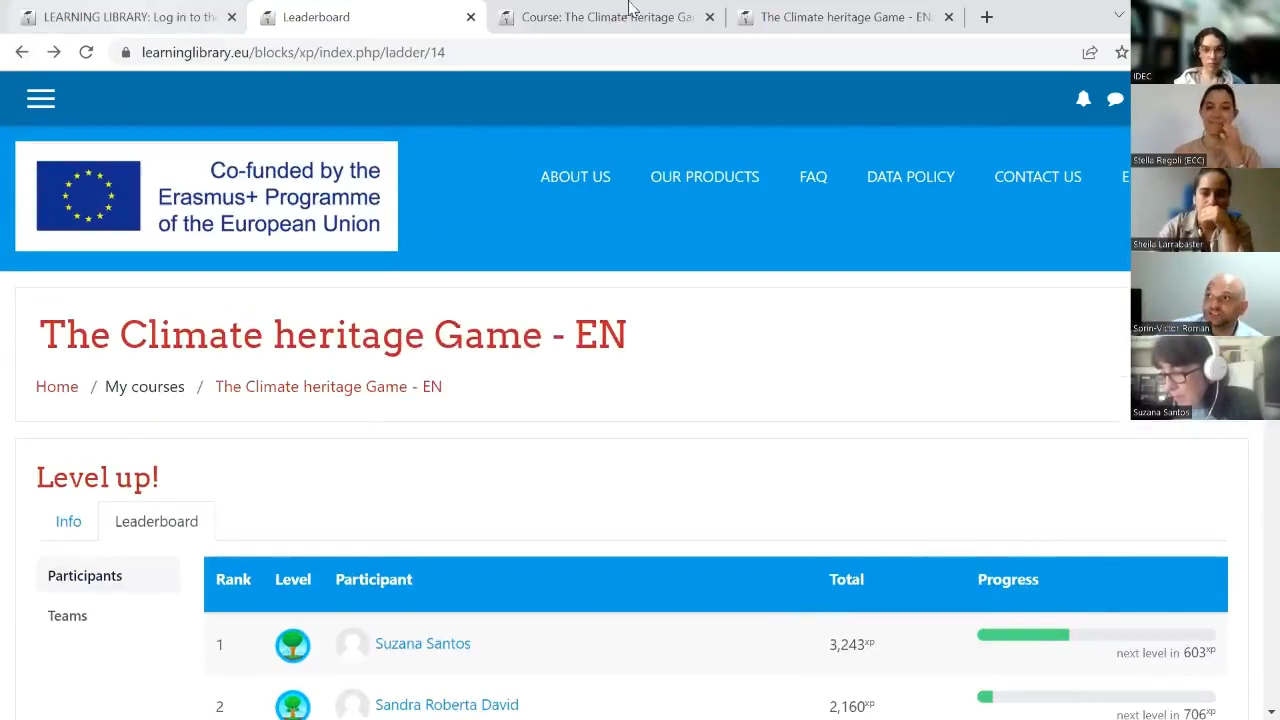 LEARNING LIBRARY: Log in to th
Leaderboard
Course: The Climate heritage Ga
The Climate heritage Game - EN
learninglibrary.eu/blocks/xp/index.php/ladder/14
Co-funded by the
Erasmus+ Programme
of the European Union
ABOUT US
OUR PRODUCTS
FAQ
DATA POLICY
CONTACT US
E
IDEC
Stella Regoli (ECC)
Sheila Larrabaster
Sorin-Victor Roman
Suzana Santos
The Climate heritage Game - EN
Home / My courses / The Climate heritage Game - EN
Level up!
Info
Leaderboard
Participants
Teams
Rank Level Participant Total Progress
1 Suzana Santos 3,243xp
next level in 603xp
2 Sandra Roberta David 2,160xp
next level in 706xp